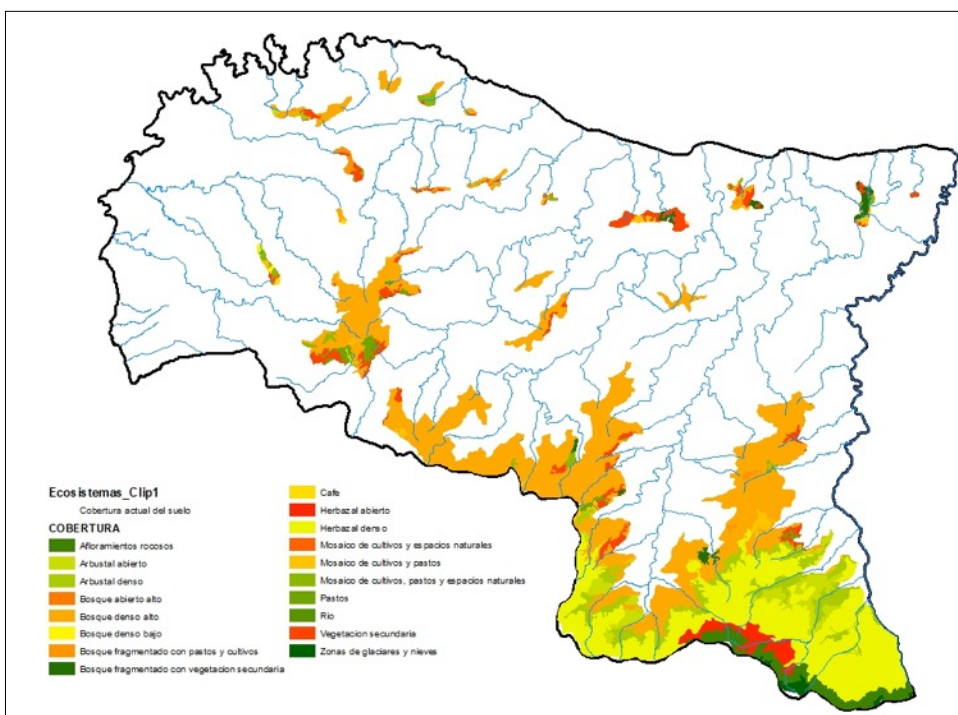 Ecosistemas_Clip1
Cobertura actual del suelo
COBERTURA
Afloramientos rocosos
Arbustal abierto
Arbustal denso
Bosque abierto alto
Bosque denso alto
Bosque denso bajo
Bosque fragmentado con pastos y cultivos
Bosque fragmentado con vegetacion secundaria
Cafe
Herbazal abierto
Herbazal denso
Mosaico de cultivos y espacios naturales
Mosaico de cultivos y pastos
Mosaico de cultivos, pastos y espacios naturales
Pastos
Rio
Vegetacion secundaria
Zonas de glaciares y nieves